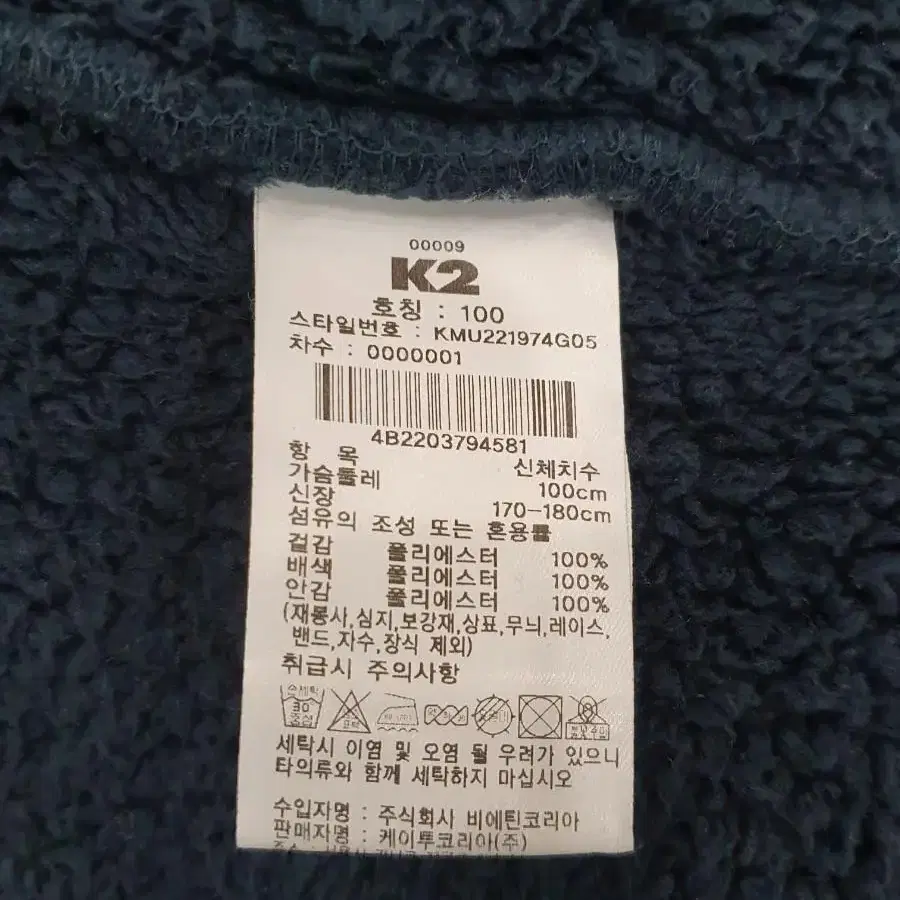 00009
K2
호칭 : 100
스타일번호 : KMU221974G05
차수 : 0000001
4B2203794581
항 목 신체치수
가슴둘레 100cm
신장 170-180cm
섬유의 조성 또는 혼용률
겉감 폴리에스터 100%
배색 폴리에스터 100%
안감 폴리에스터 100%
(재봉사,심지,보강재,상표,무늬,레이스,
밴드,자수,장식 제외)
취급시 주의사항
손세탁
30
중성
세탁시 이염 및 오염 될 우려가 있으니
타의류와 함께 세탁하지 마십시오
수입자명 : 주식회사 비에틴코리아
판매자명 : 케이투코리아(주)